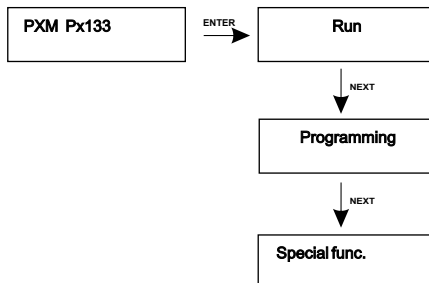 PXM Px133
ENTER
Run
NEXT
Programming
NEXT
Special func.